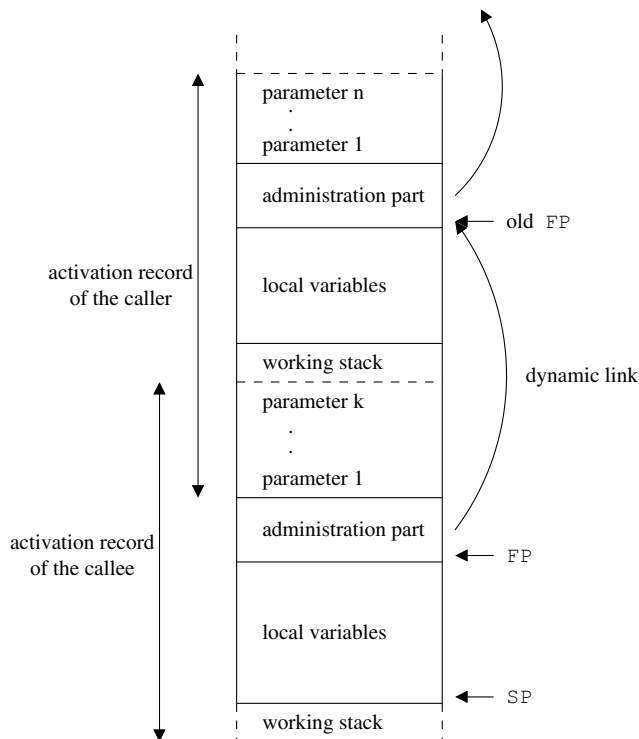 parameter n
.
.
parameter 1
administration part
old FP
activation record
of the caller
local variables
working stack
dynamic link
parameter k
.
.
parameter 1
administration part
activation record
of the callee
FP
local variables
SP
working stack